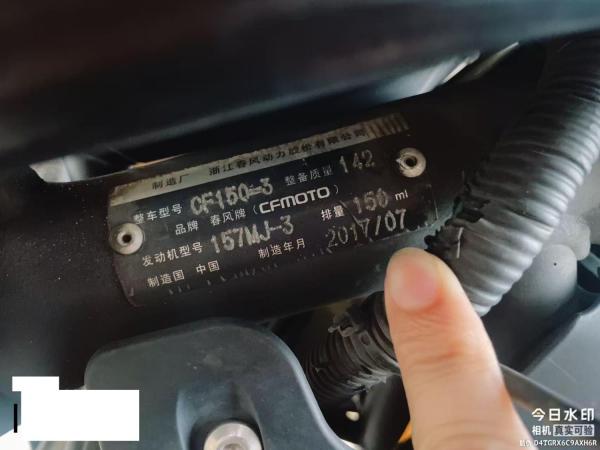 制造厂 浙江春风动力股份有限公司
整车型号 CF150-3 整备质量 142
品牌 春风牌 (CFMOTO)
发动机型号 157MJ-3 排量 150 ml
制造国 中国 制造年月 2017/07
今日水印
相机 真实可验
防伪 D4TGRX6C9AXH6R